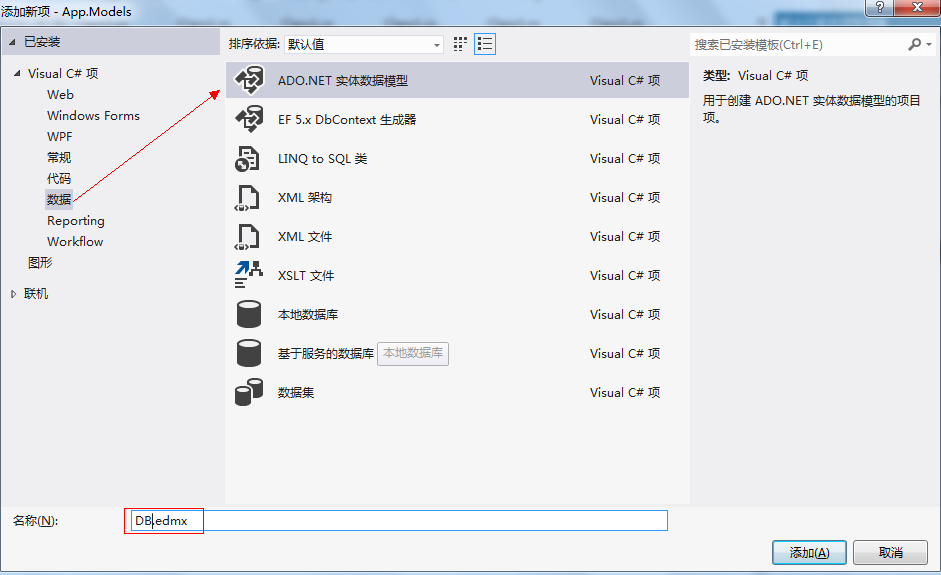 添加新项 - App.Models
已安装
排序依据: 默认值
搜索已安装模板(Ctrl+E)
Visual C# 项
Web
Windows Forms
WPF
常规
代码
数据
Reporting
Workflow
图形
联机
ADO.NET 实体数据模型 Visual C# 项
EF 5.x DbContext 生成器 Visual C# 项
LINQ to SQL 类 Visual C# 项
XML 架构 Visual C# 项
XML 文件 Visual C# 项
XSLT 文件 Visual C# 项
本地数据库 Visual C# 项
基于服务的数据库 本地数据库 Visual C# 项
数据集 Visual C# 项
类型: Visual C# 项
用于创建 ADO.NET 实体数据模型的项目
项。
名称(N): DB.edmx
添加(A) 取消